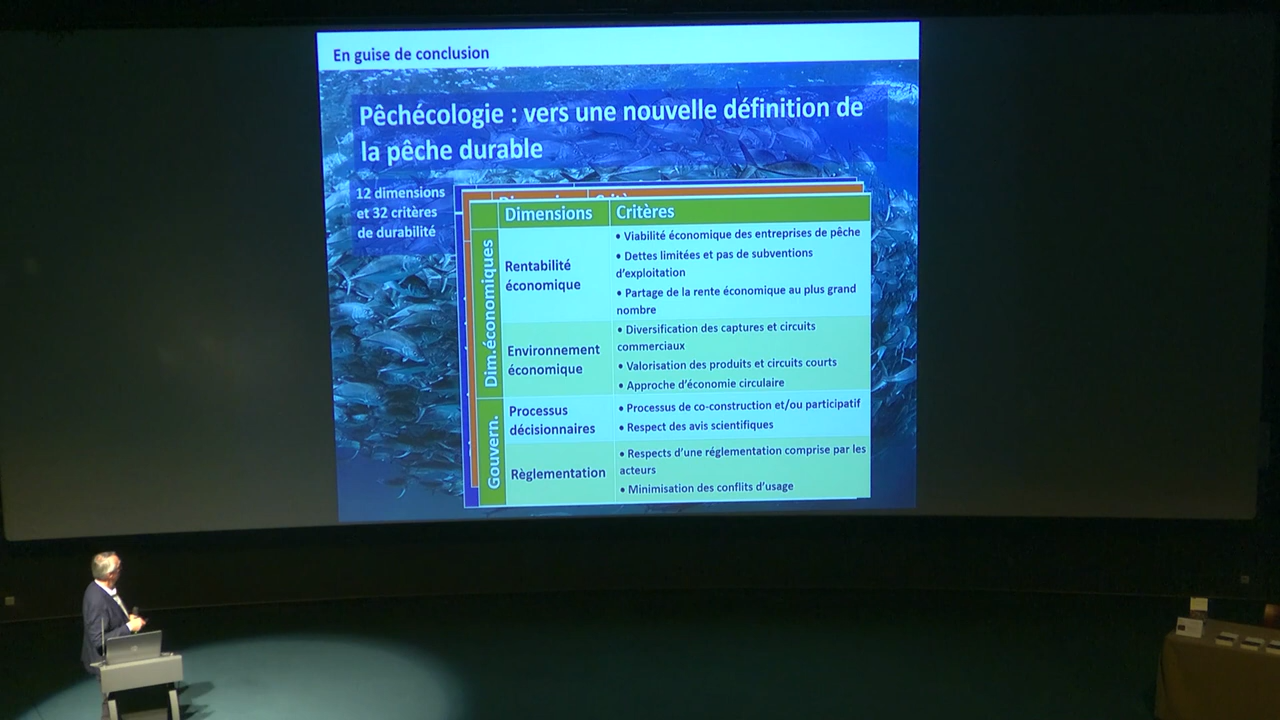 En guise de conclusion
Pêchécologie : vers une nouvelle définition de
la pêche durable
12 dimensions
et 32 critères
de durabilité
Dimensions
Critères
Dim.économiques
Rentabilité
économique
• Viabilité économique des entreprises de pêche
• Dettes limitées et pas de subventions
d'exploitation
• Partage de la rente économique au plus grand
nombre
Environnement
économique
• Diversification des captures et circuits
commerciaux
• Valorisation des produits et circuits courts
• Approche d'économie circulaire
Gouvern.
Processus
décisionnaires
• Processus de co-construction et/ou participatif
• Respect des avis scientifiques
Règlementation
• Respects d'une réglementation comprise par les
acteurs
• Minimisation des conflits d'usage